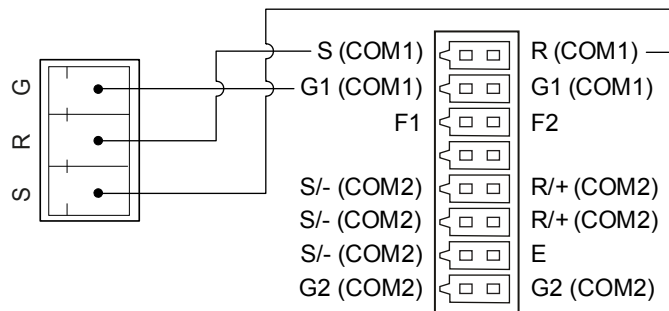 G
R
S
S (COM1) R (COM1)
G1 (COM1) G1 (COM1)
F1 F2
S/- (COM2) R/+ (COM2)
S/- (COM2) R/+ (COM2)
S/- (COM2) E
G2 (COM2) G2 (COM2)